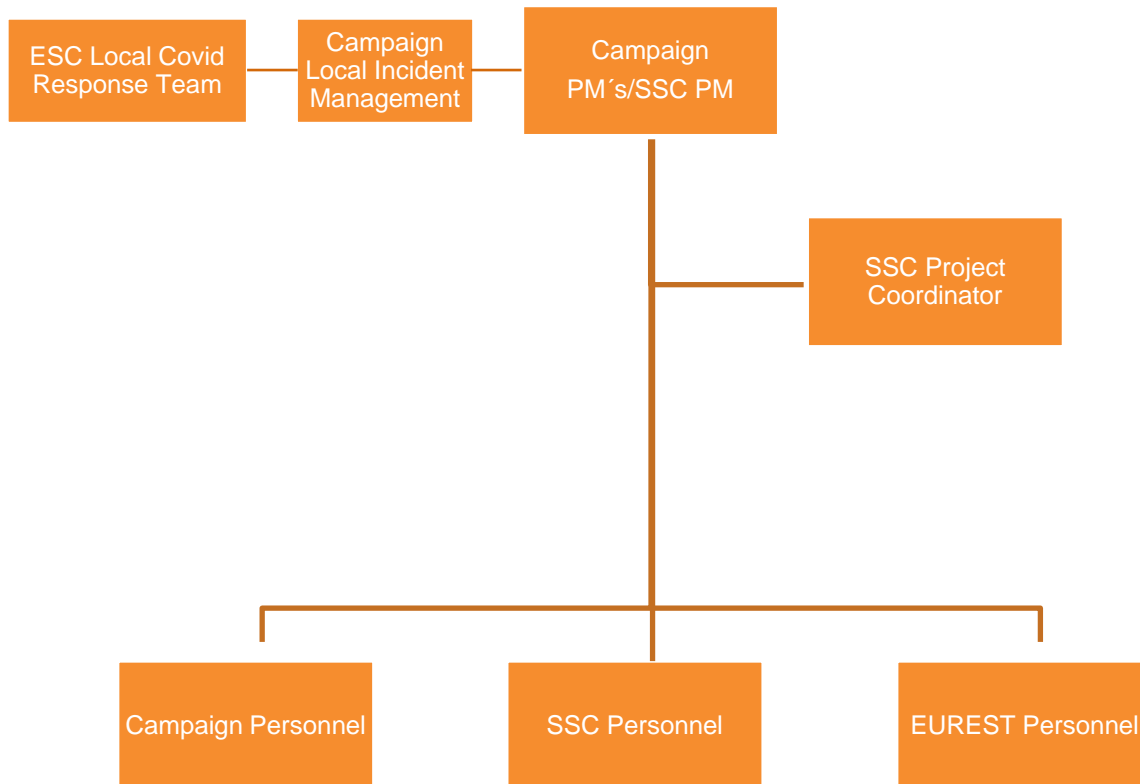 ESC Local Covid
Response Team
Campaign
Local Incident
Management
Campaign
PM´s/SSC PM
SSC Project
Coordinator
Campaign Personnel
SSC Personnel
EUREST Personnel